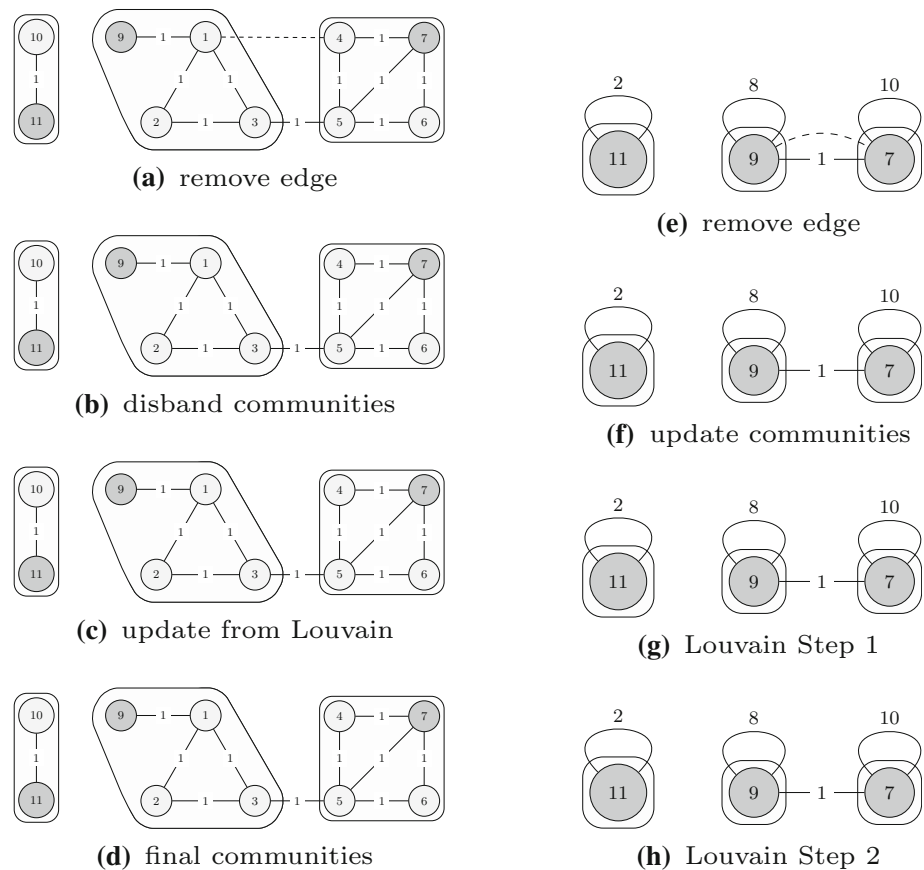 10 9 1 1 4 1 7
1 1 1 1 1 1
11 2 1 3 1 5 1 6
(a) remove edge
10 9 1 1 4 1 7
1 1 1 1 1 1
11 2 1 3 1 5 1 6
(b) disband communities
10 9 1 1 4 1 7
1 1 1 1 1 1
11 2 1 3 1 5 1 6
(c) update from Louvain
10 9 1 1 4 1 7
1 1 1 1 1 1
11 2 1 3 1 5 1 6
(d) final communities
2 8 10
11 9 1 7
(e) remove edge
2 8 10
11 9 1 7
(f) update communities
2 8 10
11 9 1 7
(g) Louvain Step 1
2 8 10
11 9 1 7
(h) Louvain Step 2